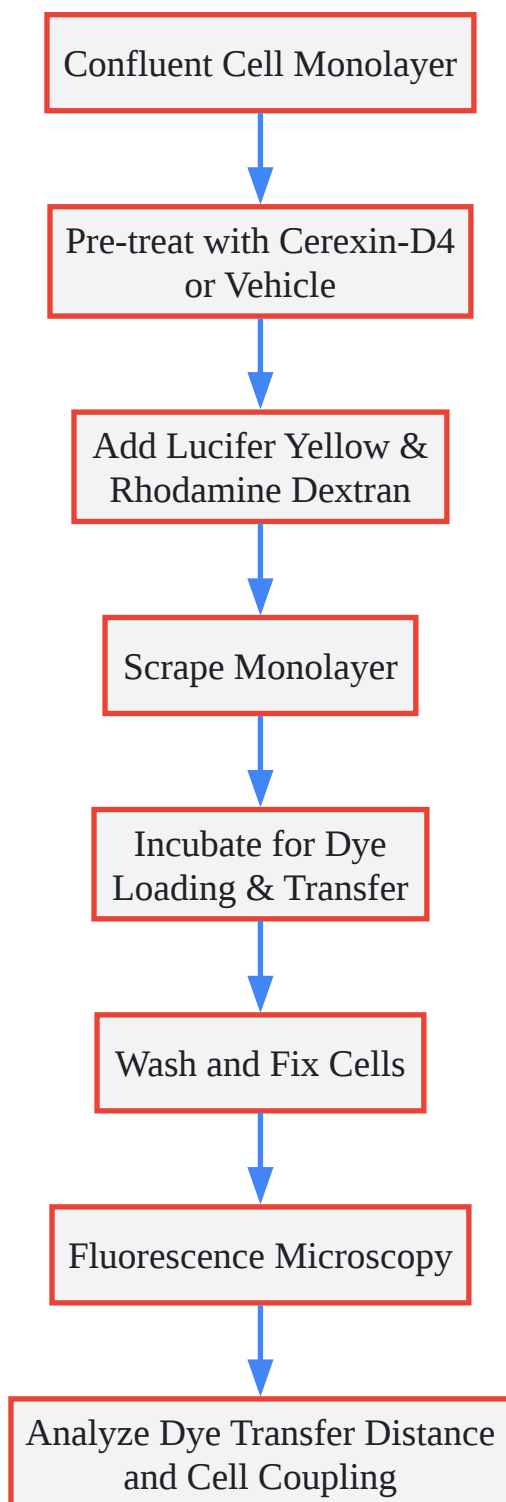 Confluent Cell Monolayer
Pre-treat with Cerexin-D4
or Vehicle
Add Lucifer Yellow &
Rhodamine Dextran
Scrape Monolayer
Incubate for Dye
Loading & Transfer
Wash and Fix Cells
Fluorescence Microscopy
Analyze Dye Transfer Distance
and Cell Coupling